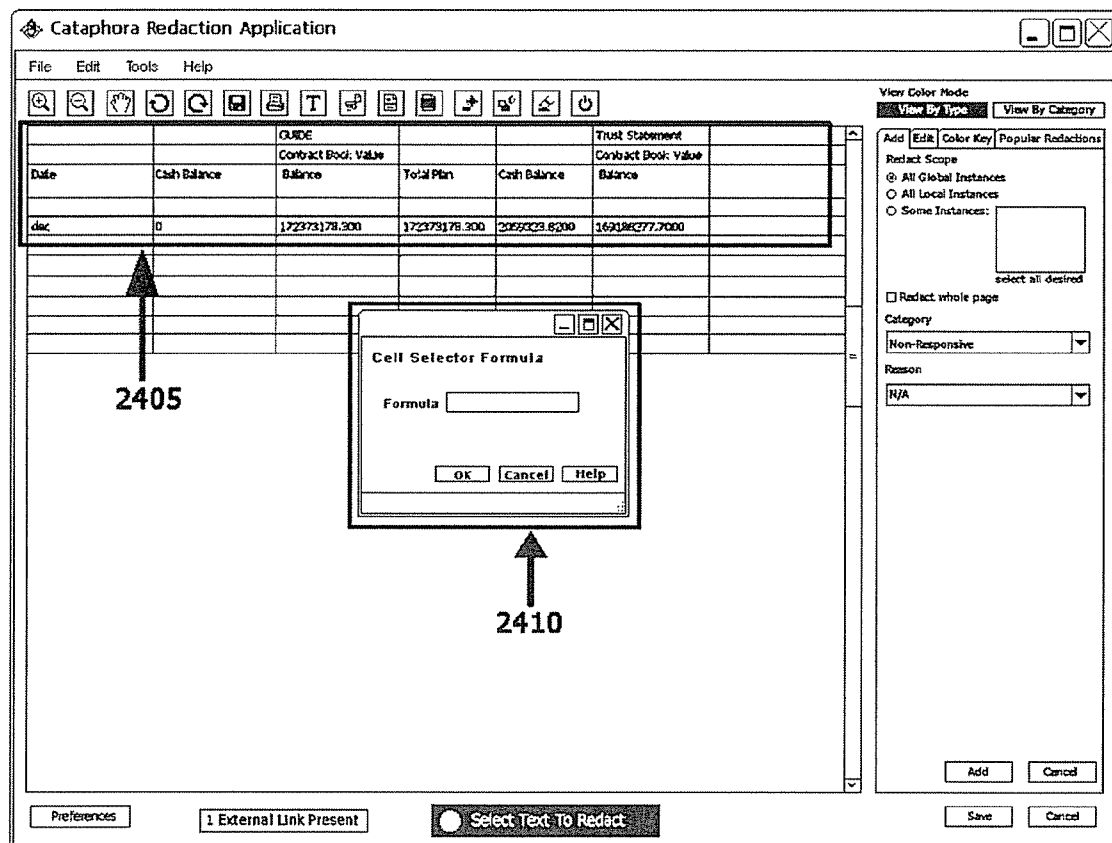 Cataphora Redaction Application
File Edit Tools Help
T
View Color Mode
View By Type View By Category
Add Edit Color Key Popular Redactions
Redact Scope
All Global Instances
All Local Instances
Some Instances:
select all desired
Redact whole page
Category
Non-Responsive
Reason
N/A
Add Cancel
Save Cancel
GUIDE Trust Statement
Contract Book Value Contract Book Value
Date Cash Balance Balance Total Plan Cash Balance Balance
dec 0 172373178.300 172373178.300
2405
Cell Selector Formula
Formula
OK Cancel Help
2410
Preferences 1 External Link Present Select Text To Redact